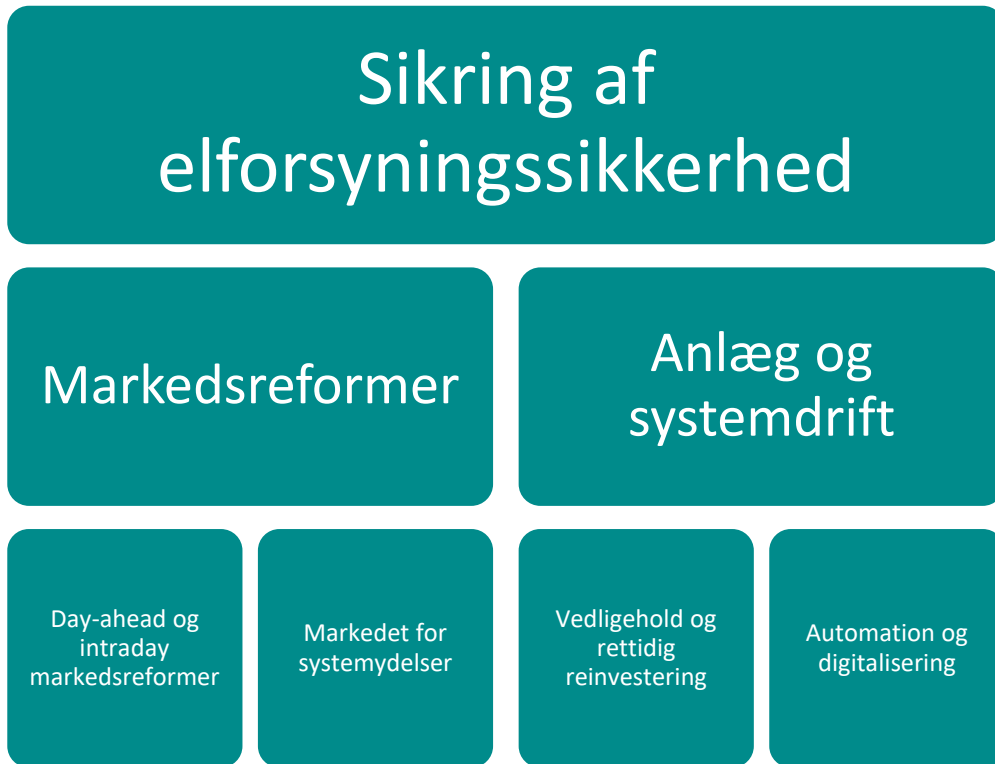 Sikring af
elforsyningssikkerhed
Markedsreformer
Anlæg og
systemdrift
Day-ahead og
intraday
markedsreformer
Markedet for
systemydelser
Vedligehold og
rettidig
reinvestering
Automation og
digitalisering